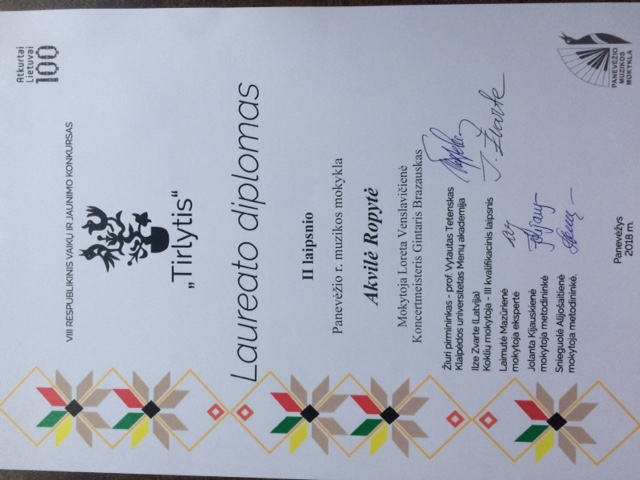 Atkurtai
Lietuvai
100
PANEVĖŽIO
MUZIKOS
MOKYKLA
VIII RESPUBLIKINIS VAIKŲ IR JAUNIMO KONKURSAS
„Tirlytis“
Laureato diplomas
II laipsnio
Panevėžio r. muzikos mokykla
Akvilė Ropytė
Mokytoja Loreta Venslavičienė
Koncertmeisteris Gintaris Brazauskas
Žiuri pirmininkas - prof. Vytautas Tetenskas
Klaipėdos universitetas Menų akademija
Ilze Zvarte (Latvija)
Koklių mokytoja - III kvalifikacinis laipsnis
J. Zvarte
Laimutė Mazūrienė
mokytoja ekspertė
Jolanta Kijauskienė
mokytoja metodininkė
Snieguolė Alijošaitienė
mokytoja metodininkė.
Panevėžys
2018 m.